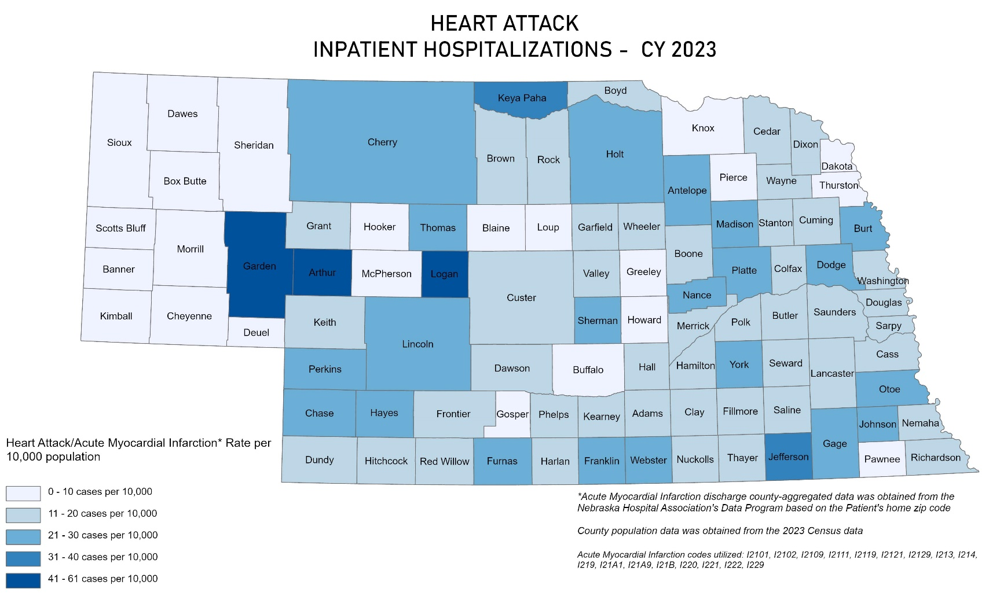 HEART ATTACK
INPATIENT HOSPITALIZATIONS - CY 2023
Keya Paha
Boyd
Dawes
Sioux
Sheridan
Cherry
Brown
Rock
Holt
Knox
Cedar
Dixon
Dakota
Box Butte
Antelope
Pierce
Wayne
Thurston
Scotts Bluff
Morrill
Garden
Grant
Hooker
Thomas
Blaine
Loup
Garfield
Wheeler
Madison
Stanton
Cuming
Burt
Banner
Arthur
McPherson
Logan
Custer
Valley
Greeley
Boone
Platte
Colfax
Dodge
Washington
Nance
Kimball
Cheyenne
Deuel
Keith
Lincoln
Sherman
Howard
Merrick
Polk
Butler
Saunders
Douglas
Sarpy
Perkins
Dawson
Buffalo
Hall
Hamilton
York
Seward
Lancaster
Cass
Otoe
Chase
Hayes
Frontier
Gosper
Phelps
Kearney
Adams
Clay
Fillmore
Saline
Johnson
Nemaha
Dundy
Hitchcock
Red Willow
Furnas
Harlan
Franklin
Webster
Nuckolls
Thayer
Jefferson
Gage
Pawnee
Richardson
Heart Attack/Acute Myocardial Infarction* Rate per
10,000 population
0 - 10 cases per 10,000
11 - 20 cases per 10,000
21 - 30 cases per 10,000
31 - 40 cases per 10,000
41 - 61 cases per 10,000
*Acute Myocardial Infarction discharge county-aggregated data was obtained from the
Nebraska Hospital Association's Data Program based on the Patient's home zip code
County population data was obtained from the 2023 Census data
Acute Myocardial Infarction codes utilized: I2101, I2102, I2109, I2111, I2119, I2121, I2129, I213, I214,
I219, I21A1, I21A9, I21B, I220, I221, I222, I229